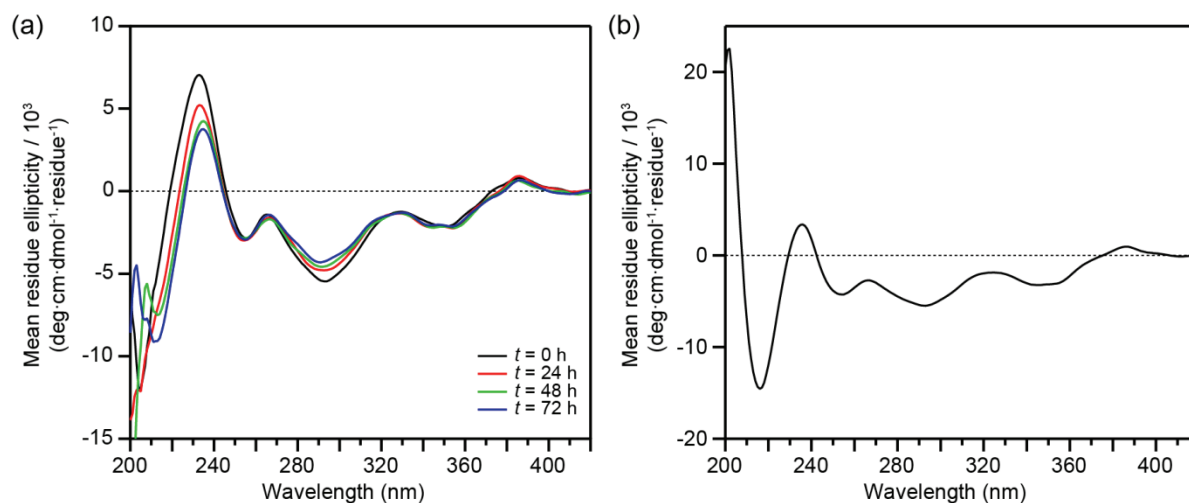 (a)
Mean residue ellipticity / 10³
(deg·cm·dmol⁻¹·residue⁻¹)
10
5
0
-5
-10
-15
t = 0 h
t = 24 h
t = 48 h
t = 72 h
200 240 280 320 360 400
Wavelength (nm)
(b)
Mean residue ellipticity / 10³
(deg·cm·dmol⁻¹·residue⁻¹)
20
10
0
-10
-20
200 240 280 320 360 400
Wavelength (nm)